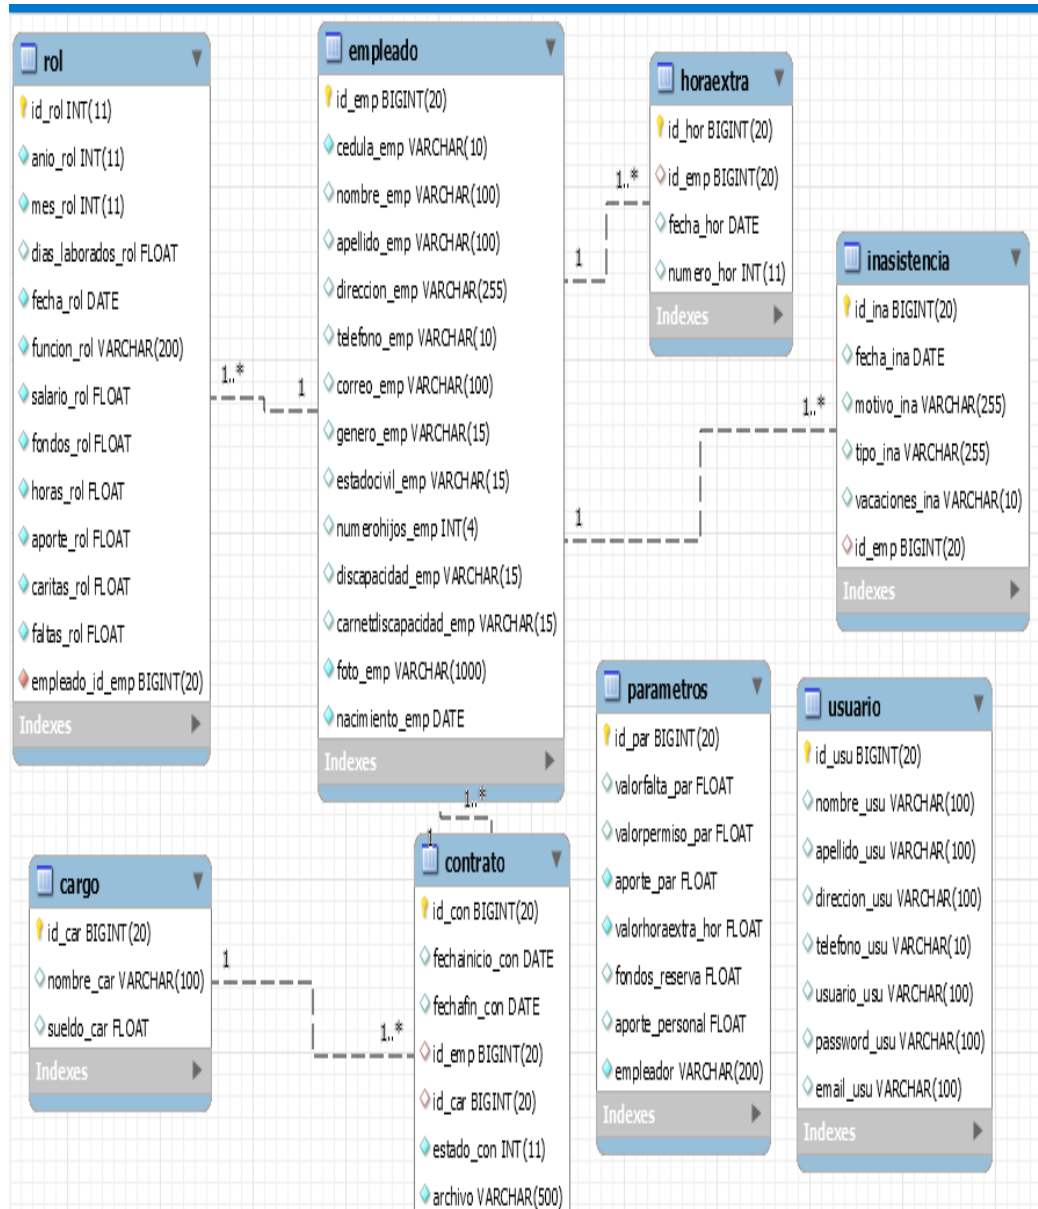 rol
id_rol INT(11)
anio_rol INT(11)
mes_rol INT(11)
dias_laborados_rol FLOAT
fecha_rol DATE
funcion_rol VARCHAR(200)
salario_rol FLOAT
fondos_rol FLOAT
horas_rol FLOAT
aporte_rol FLOAT
caritas_rol FLOAT
faltas_rol FLOAT
empleado_id_emp BIGINT(20)
Indexes
1..*
1
empleado
id_emp BIGINT(20)
cedula_emp VARCHAR(10)
nombre_emp VARCHAR(100)
apellido_emp VARCHAR(100)
direccion_emp VARCHAR(255)
telefono_emp VARCHAR(10)
correo_emp VARCHAR(100)
genero_emp VARCHAR(15)
estadocivil_emp VARCHAR(15)
numerohijos_emp INT(4)
discapacidad_emp VARCHAR(15)
carnetdiscapacidad_emp VARCHAR(15)
foto_emp VARCHAR(1000)
nacimiento_emp DATE
Indexes
1
1..*
horaextra
id_hor BIGINT(20)
id_emp BIGINT(20)
fecha_hor DATE
numero_hor INT(11)
Indexes
1
1..*
inasistencia
id_ina BIGINT(20)
fecha_ina DATE
motivo_ina VARCHAR(255)
tipo_ina VARCHAR(255)
vacaciones_ina VARCHAR(10)
id_emp BIGINT(20)
Indexes
cargo
id_car BIGINT(20)
nombre_car VARCHAR(100)
sueldo_car FLOAT
Indexes
1
1..*
1..*
1
contrato
id_con BIGINT(20)
fechainicio_con DATE
fechafin_con DATE
id_emp BIGINT(20)
id_car BIGINT(20)
estado_con INT(11)
archivo VARCHAR(500)
parametros
id_par BIGINT(20)
valorfalta_par FLOAT
valorpermiso_par FLOAT
aporte_par FLOAT
valorhoraextra_hor FLOAT
fondos_reserva FLOAT
aporte_personal FLOAT
empleador VARCHAR(200)
Indexes
usuario
id_usu BIGINT(20)
nombre_usu VARCHAR(100)
apellido_usu VARCHAR(100)
direccion_usu VARCHAR(100)
telefono_usu VARCHAR(10)
usuario_usu VARCHAR(100)
password_usu VARCHAR(100)
email_usu VARCHAR(100)
Indexes